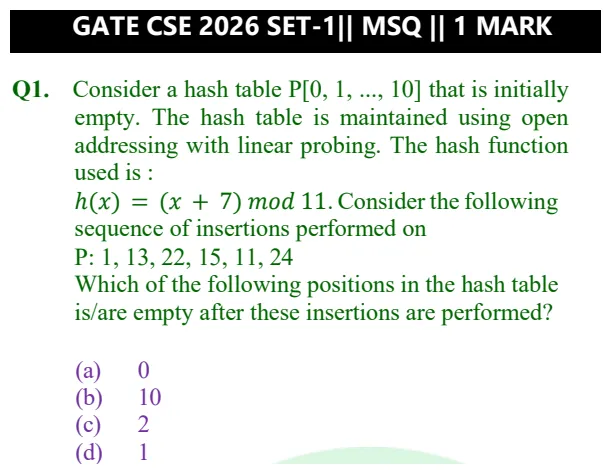 GATE CSE 2026 SET-1|| MSQ || 1 MARK
Q1. Consider a hash table P[0, 1, ..., 10] that is initially
empty. The hash table is maintained using open
addressing with linear probing. The hash function
used is :
ℎ(𝑥) = (𝑥 + 7) 𝑚𝑜𝑑 11. Consider the following
sequence of insertions performed on
P: 1, 13, 22, 15, 11, 24
Which of the following positions in the hash table
is/are empty after these insertions are performed?
(a) 0
(b) 10
(c) 2
(d) 1